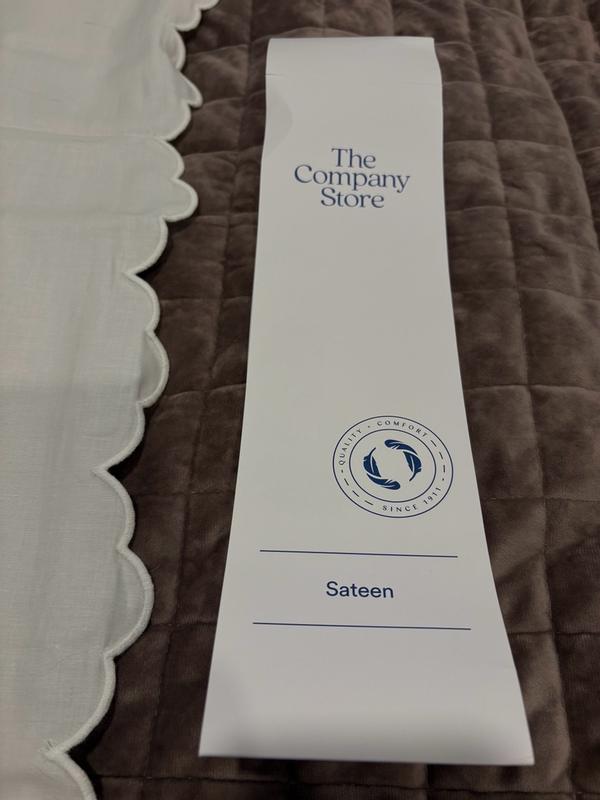 The
Company
Store
QUALITY · COMFORT
SINCE 1911
Sateen